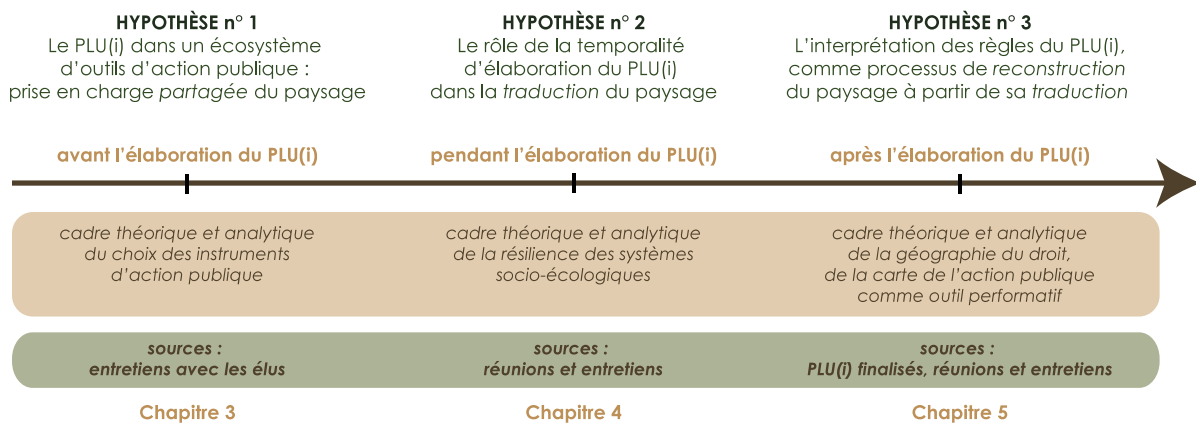 HYPOTHÈSE n° 1
Le PLU(i) dans un écosystème
d'outils d'action publique :
prise en charge partagée du paysage
HYPOTHÈSE n° 2
Le rôle de la temporalité
d'élaboration du PLU(i)
dans la traduction du paysage
HYPOTHÈSE n° 3
L'interprétation des règles du PLU(i),
comme processus de reconstruction
du paysage à partir de sa traduction
avant l'élaboration du PLU(i)
pendant l'élaboration du PLU(i)
après l'élaboration du PLU(i)
cadre théorique et analytique
du choix des instruments
d'action publique
cadre théorique et analytique
de la résilience des systèmes
socio-écologiques
cadre théorique et analytique
de la géographie du droit,
de la carte de l'action publique
comme outil performatif
sources :
entretiens avec les élus
sources :
réunions et entretiens
sources :
PLU(i) finalisés, réunions et entretiens
Chapitre 3
Chapitre 4
Chapitre 5